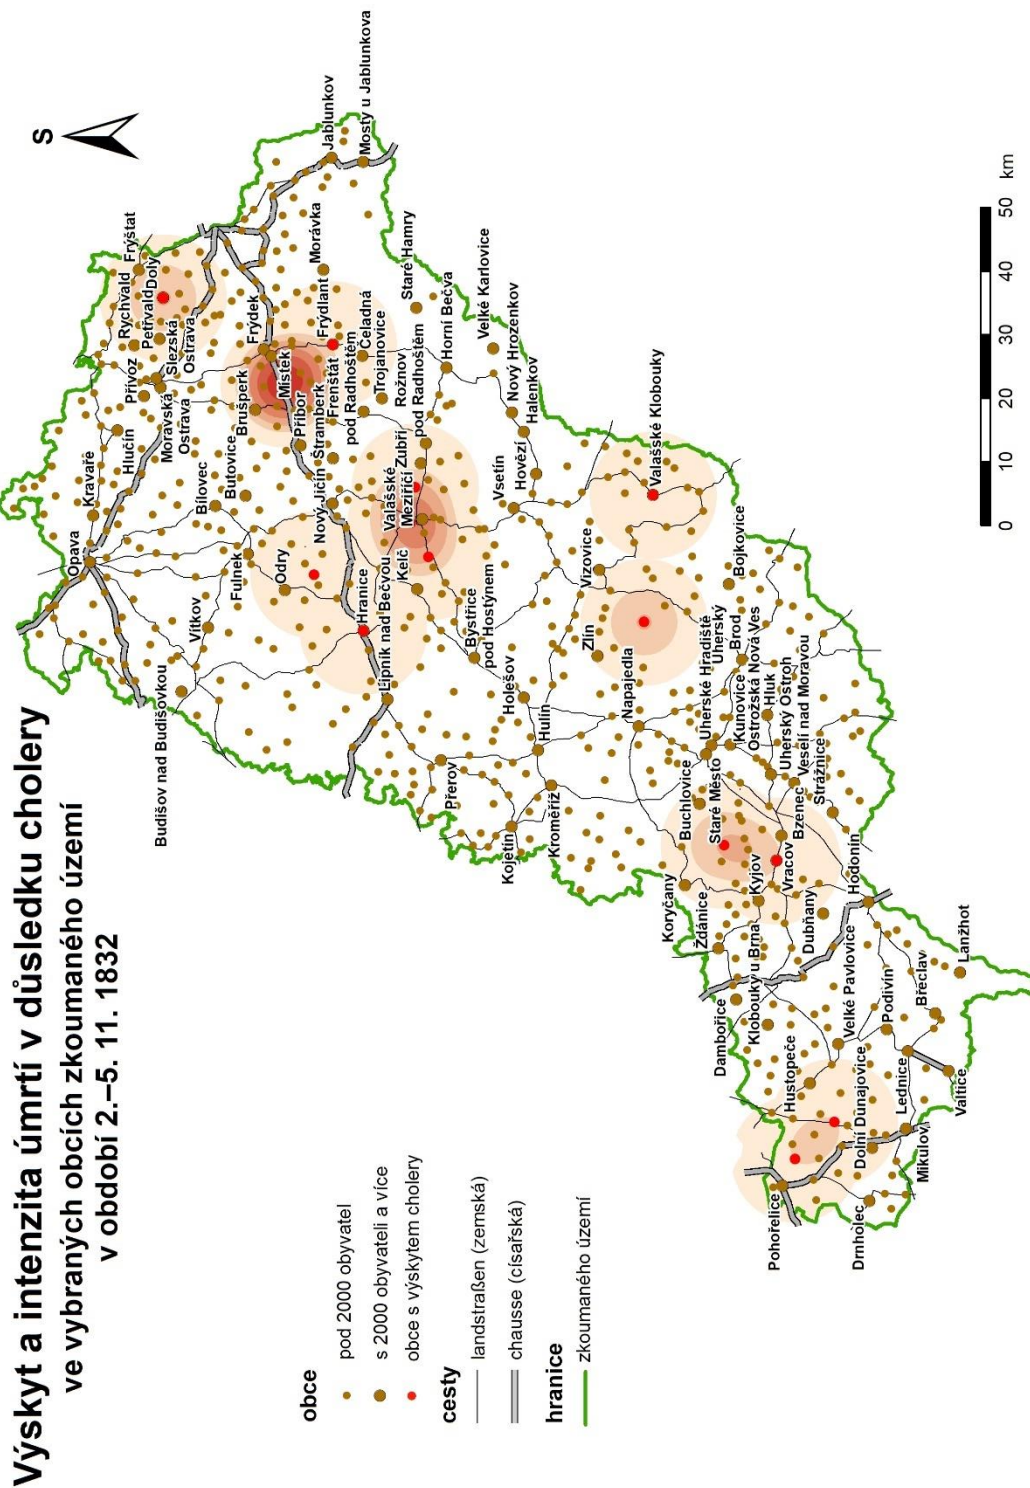 Výskyt a intenzita úmrtí v důsledku cholery
ve vybraných obcích zkoumaného území
v období 2.–5. 11. 1832
S
obce
pod 2000 obyvatel
s 2000 obyvateli a více
obce s výskytem cholery
cesty
landstraßen (zemská)
chausse (císařská)
hranice
zkoumaného území
0
10
20
30
40
50
km
Opava
Kravaře
Hlučín
Přívoz
Rychvald
Frýštat
Petřvald
Doly
Slezská
Ostrava
Moravská
Ostrava
Budišov nad Budišovkou
Vítkov
Fulnek
Bílovec
Butovice
Brušperk
Frýdek
Místek
Odry
Nový Jičín
Příbor
Štramberk
Frenštát
pod Radhoštěm
Frýdlant
Morávka
Jablunkov
Mosty u Jablunkova
Čeladná
Trojanovice
Staré Hamry
Hranice
Lipník nad Bečvou
Kelč
Valašské
Meziříčí
Zubří
Rožnov
pod Radhoštěm
Horní Bečva
Velké Karlovice
Nový Hrozenkov
Halenkov
Hovězí
Vsetín
Bystřice
pod Hostýnem
Přerov
Holešov
Hulín
Kojetín
Kroměříž
Zlín
Vizovice
Valašské Klobouky
Napajedla
Bojkovice
Uherské Hradiště
Uherský
Brod
Kunovice
Ostrožská Nová Ves
Hluk
Uherský Ostroh
Veselí nad Moravou
Strážnice
Bzenec
Staré Město
Buchlovice
Koryčany
Ždánice
Kyjov
Vracov
Dubňany
Hodonín
Dambořice
Klobouky u Brna
Hustopeče
Velké Pavlovice
Podivín
Břeclav
Lanžhot
Lednice
Valtice
Mikulov
Dolní Dunajovice
Pohořelice
Drnholec